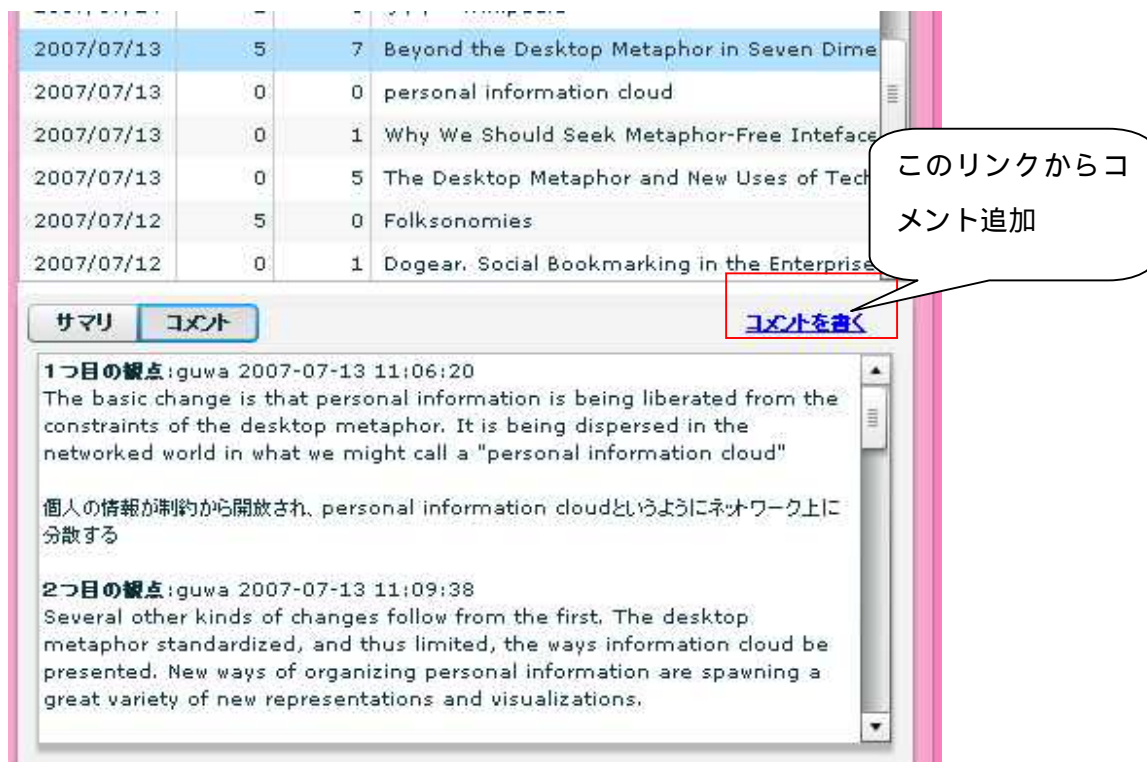 2007/07/13 5 7 Beyond the Desktop Metaphor in Seven Dime
2007/07/13 0 0 personal information cloud
2007/07/13 0 1 Why We Should Seek Metaphor-Free Inteface
2007/07/13 0 5 The Desktop Metaphor and New Uses of Tech
2007/07/12 5 0 Folksonomies
2007/07/12 0 1 Dogear. Social Bookmarking in the Enterprise
このリンクからコ
メント追加
サマリ コメント コメントを書く
1つ目の観点:guwa 2007-07-13 11:06:20
The basic change is that personal information is being liberated from the
constraints of the desktop metaphor. It is being dispersed in the
networked world in what we might call a "personal information cloud"
個人の情報が制約から開放され、personal information cloudというようにネットワーク上に
分散する
2つ目の観点:guwa 2007-07-13 11:09:38
Several other kinds of changes follow from the first. The desktop
metaphor standardized, and thus limited, the ways information cloud be
presented. New ways of organizing personal information are spawning a
great variety of new representations and visualizations.